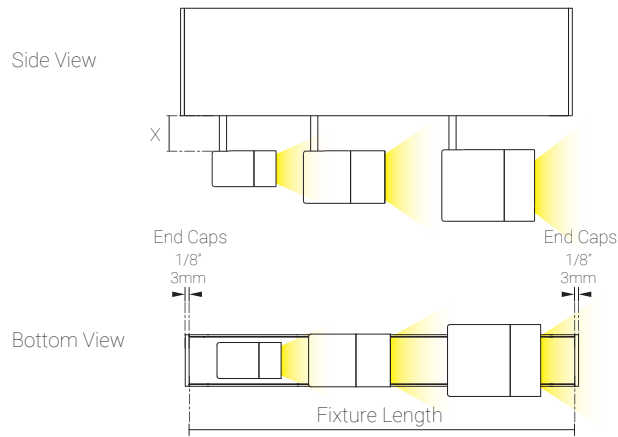 Side View
X
End Caps
1/8"
3mm
End Caps
1/8"
3mm
Bottom View
Fixture Length